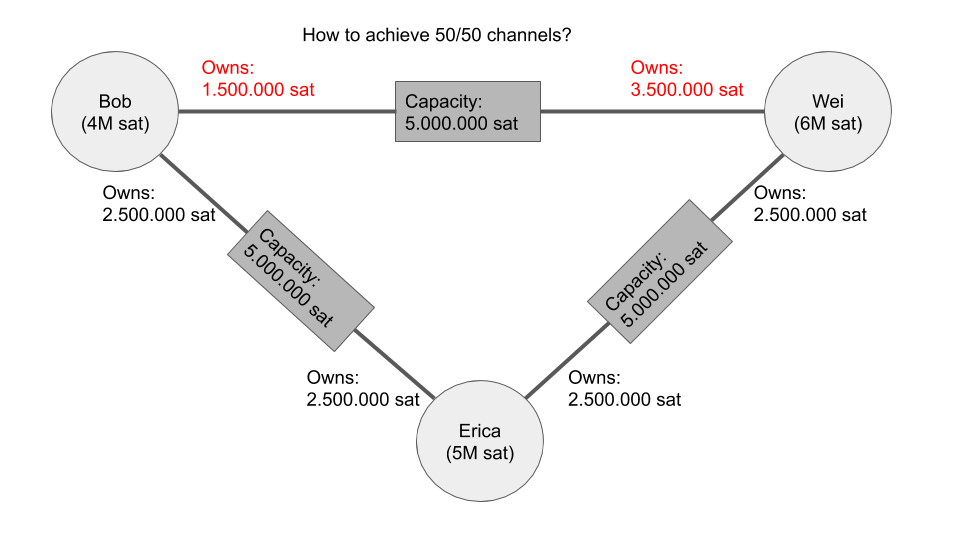 How to achieve 50/50 channels?
Owns:
1.500.000 sat
Owns:
3.500.000 sat
Bob
(4M sat)
Capacity:
5.000.000 sat
Wei
(6M sat)
Owns:
2.500.000 sat
Owns:
2.500.000 sat
Capacity:
5.000.000 sat
Capacity:
5.000.000 sat
Owns:
2.500.000 sat
Owns:
2.500.000 sat
Erica
(5M sat)